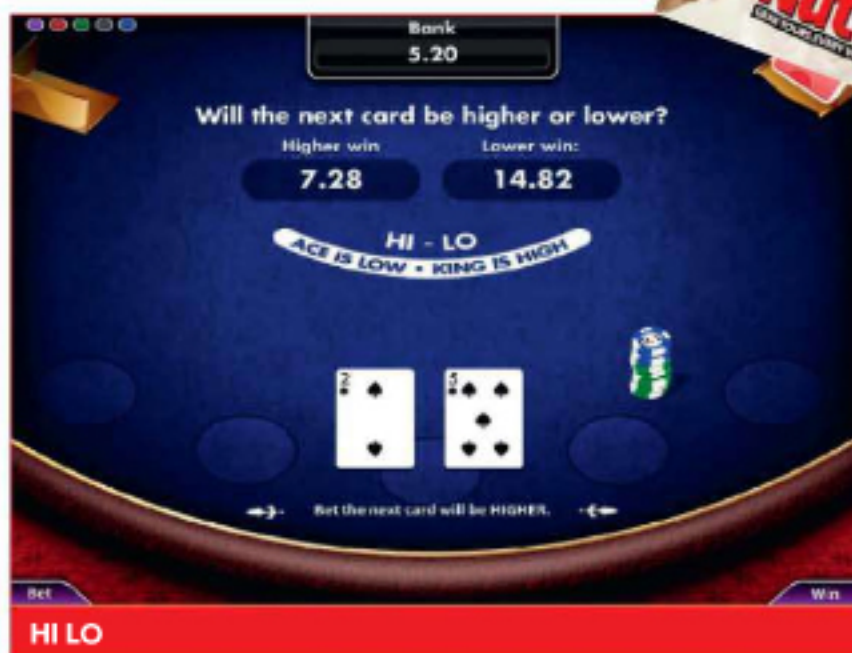 Bank
5.20
Will the next card be higher or lower?
Higher win
Lower win:
7.28
14.82
HI - LO
ACE IS LOW • KING IS HIGH
2
5
Bet the next card will be HIGHER.
Bet
Win
HI LO